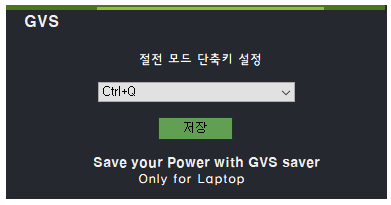 GVS
절전 모드 단축키 설정
Ctrl+Q
저장
Save your Power with GVS saver
Only for Laptop